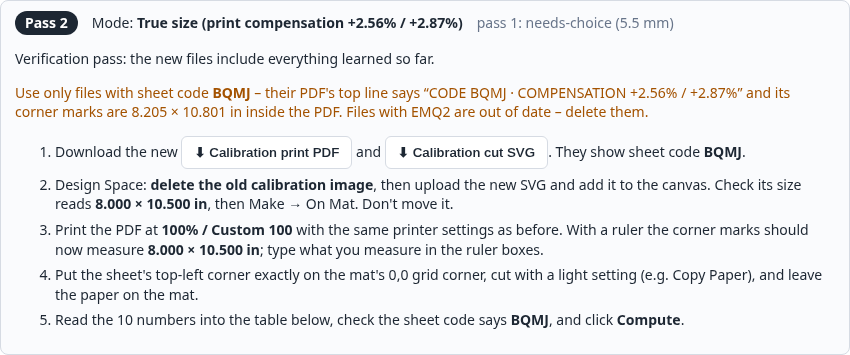 Pass 2 Mode: True size (print compensation +2.56% / +2.87%) pass 1: needs-choice (5.5 mm)
Verification pass: the new files include everything learned so far.
Use only files with sheet code BQMJ – their PDF's top line says “CODE BQMJ · COMPENSATION +2.56% / +2.87%” and its
corner marks are 8.205 × 10.801 in inside the PDF. Files with EMQ2 are out of date – delete them.
1. Download the new ⬇ Calibration print PDF and ⬇ Calibration cut SVG. They show sheet code BQMJ.
2. Design Space: delete the old calibration image, then upload the new SVG and add it to the canvas. Check its size
reads 8.000 × 10.500 in, then Make → On Mat. Don't move it.
3. Print the PDF at 100% / Custom 100 with the same printer settings as before. With a ruler the corner marks should
now measure 8.000 × 10.500 in; type what you measure in the ruler boxes.
4. Put the sheet's top-left corner exactly on the mat's 0,0 grid corner, cut with a light setting (e.g. Copy Paper), and leave
the paper on the mat.
5. Read the 10 numbers into the table below, check the sheet code says BQMJ, and click Compute.